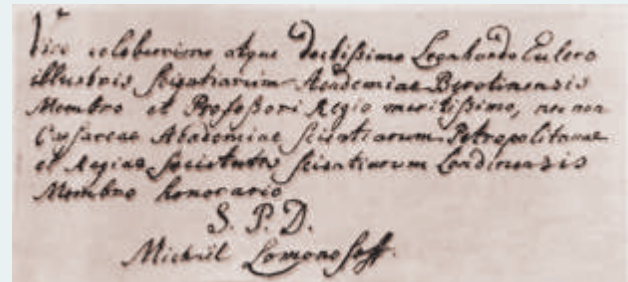 Viro celeberrimo atque doctissimo Leonhardo Eulero
illustris Scientiarum Academiae Berolinensis
Membro et Professori Regio meritissimo, nec non
Caesareae Academiae Scientiarum Petropolitanae
et Regiae Societatis Scientiarum Londinensis
Membro honorario
S. P. D.
Michaël Lomonosoff.